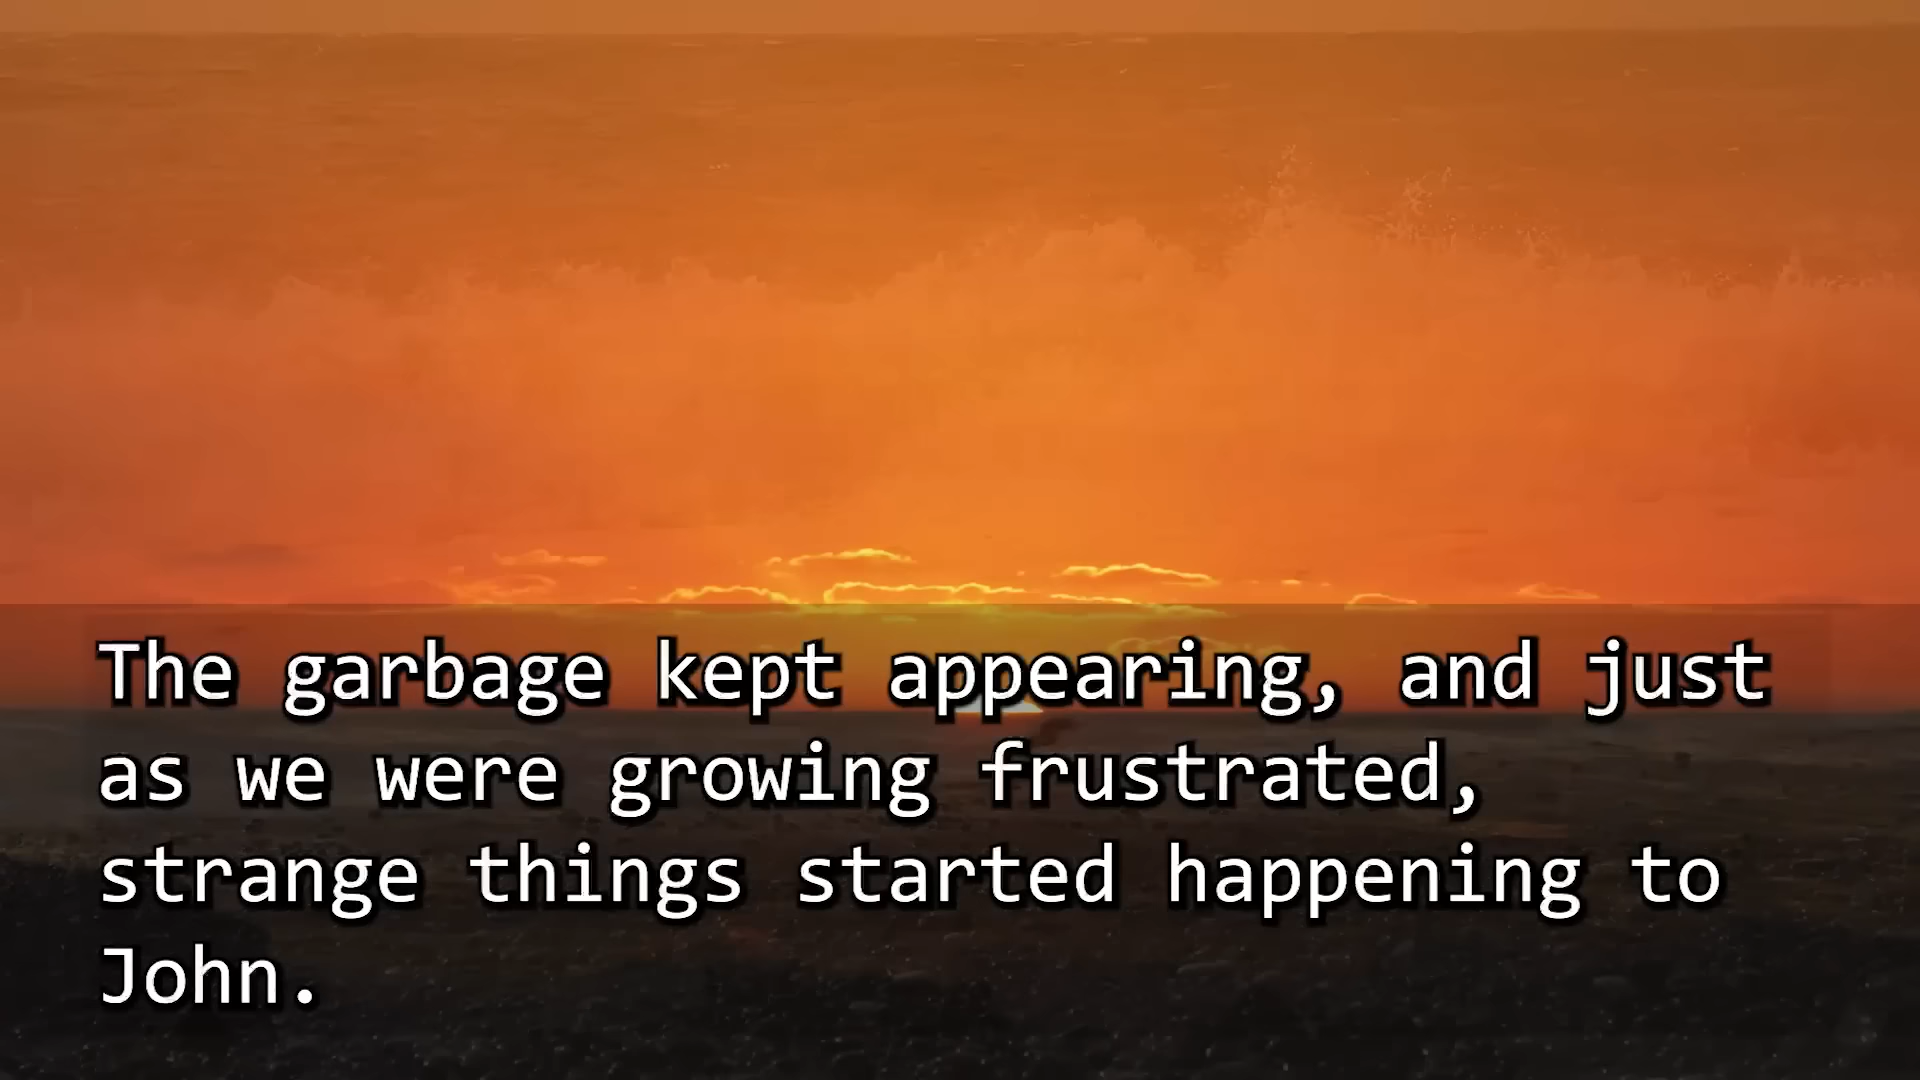 The garbage kept appearing, and just
as we were growing frustrated,
strange things started happening to
John.